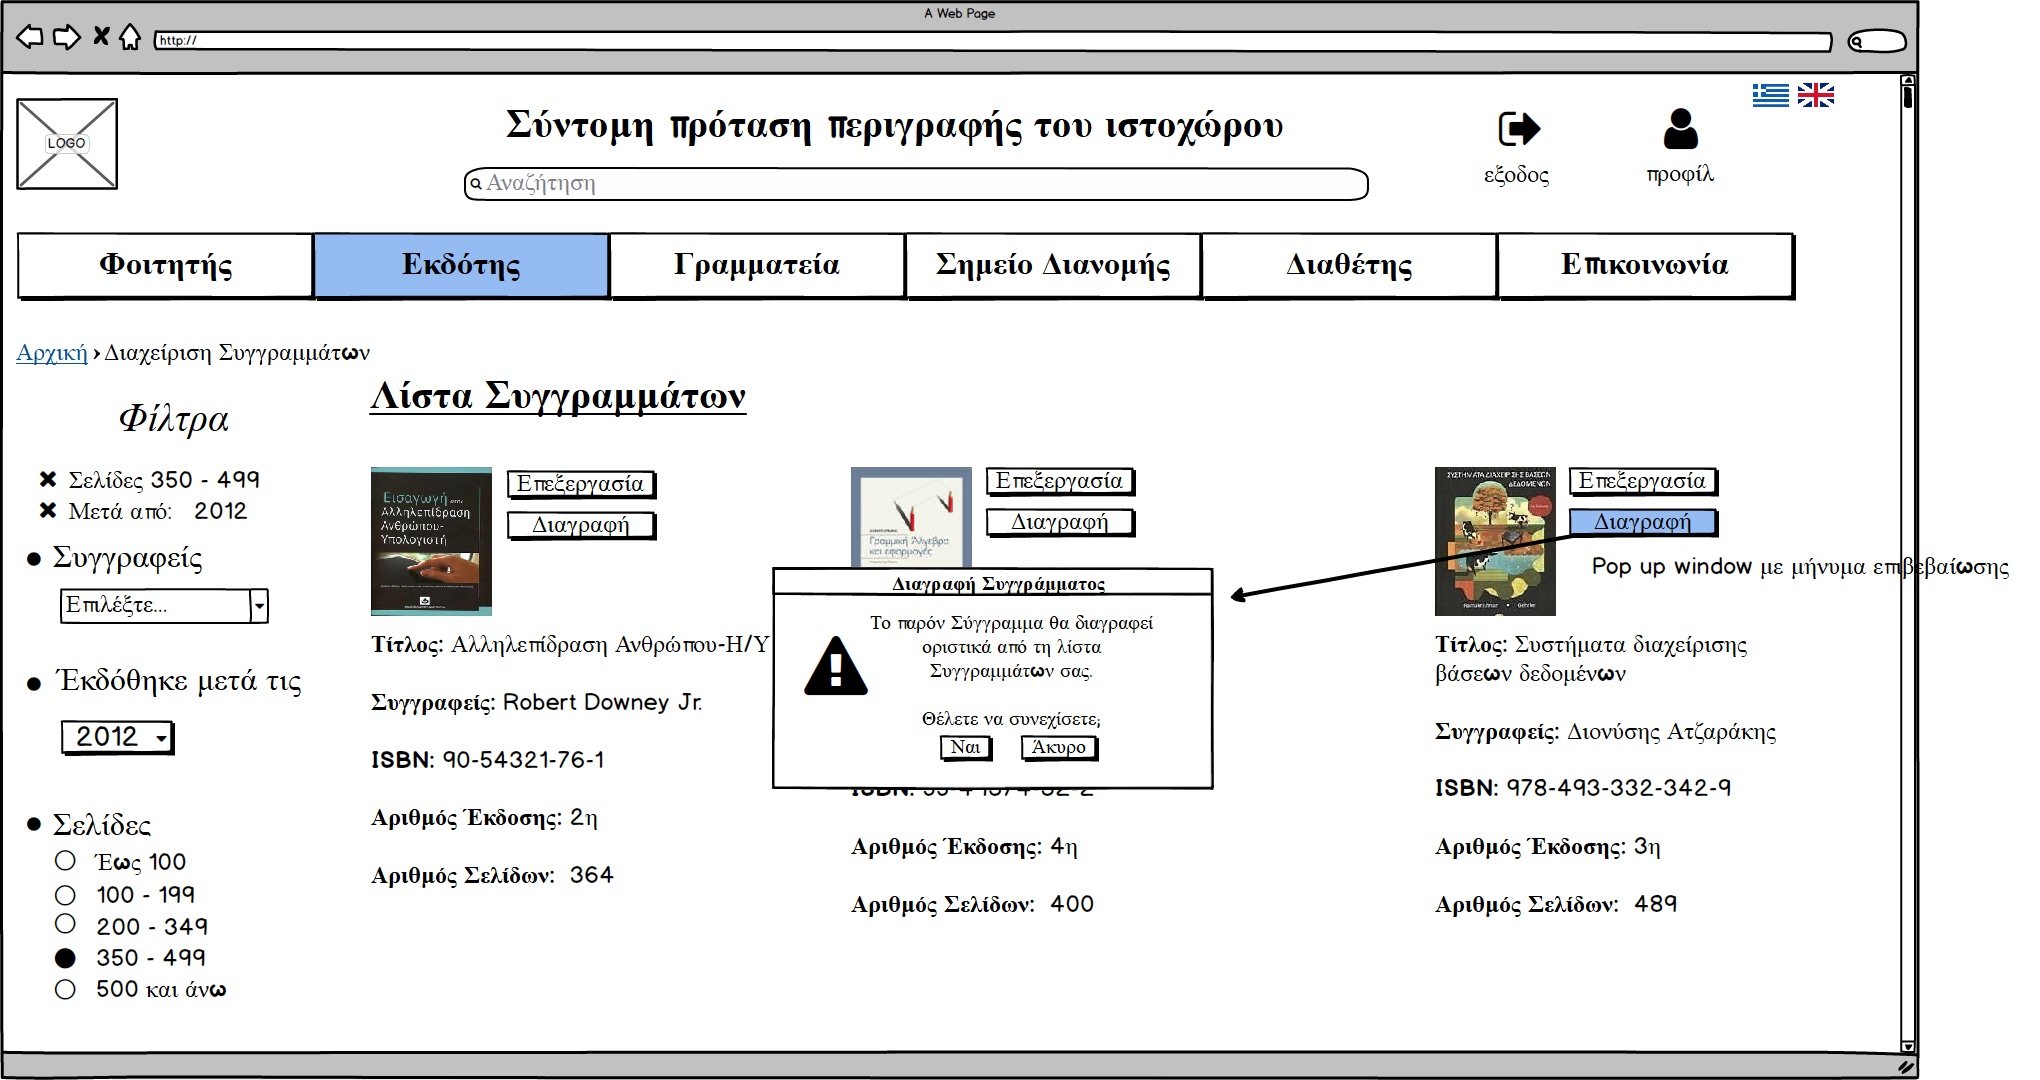 A Web Page
http://
LOGO
Σύντομη πρόταση περιγραφής του ιστοχώρου
Αναζήτηση
εξοδος
προφίλ
Φοιτητής
Εκδότης
Γραμματεία
Σημείο Διανομής
Διαθέτης
Επικοινωνία
Αρχική › Διαχείριση Συγγραμμάτων
Φίλτρα
Σελίδες 350 - 499
Μετά από: 2012
Συγγραφείς
Επιλέξτε...
Έκδόθηκε μετά τις
2012
Σελίδες
Έως 100
100 - 199
200 - 349
350 - 499
500 και άνω
Λίστα Συγγραμμάτων
Εισαγωγή στην
Αλληλεπίδραση
Ανθρώπου-
Υπολογιστή
Επεξεργασία
Διαγραφή
Τίτλος: Αλληλεπίδραση Ανθρώπου-Η/Υ
Συγγραφείς: Robert Downey Jr.
ISBN: 90-54321-76-1
Αριθμός Έκδοσης: 2η
Αριθμός Σελίδων: 364
Γραμμική Άλγεβρα
και εφαρμογές
Επεξεργασία
Διαγραφή
Διαγραφή Συγγράμματος
Το παρόν Σύγγραμμα θα διαγραφεί
οριστικά από τη λίστα
Συγγραμμάτων σας.
Θέλετε να συνεχίσετε;
Ναι
Άκυρο
Αριθμός Έκδοσης: 4η
Αριθμός Σελίδων: 400
ΣΥΣΤΗΜΑΤΑ ΔΙΑΧΕΙΡΙΣΗΣ ΒΑΣΕΩΝ
ΔΕΔΟΜΕΝΩΝ
Ramakrishnan • Gehrke
Επεξεργασία
Διαγραφή
Pop up window με μήνυμα επιβεβαίωσης
Τίτλος: Συστήματα διαχείρισης
βάσεων δεδομένων
Συγγραφείς: Διονύσης Ατζαράκης
ISBN: 978-493-332-342-9
Αριθμός Έκδοσης: 3η
Αριθμός Σελίδων: 489